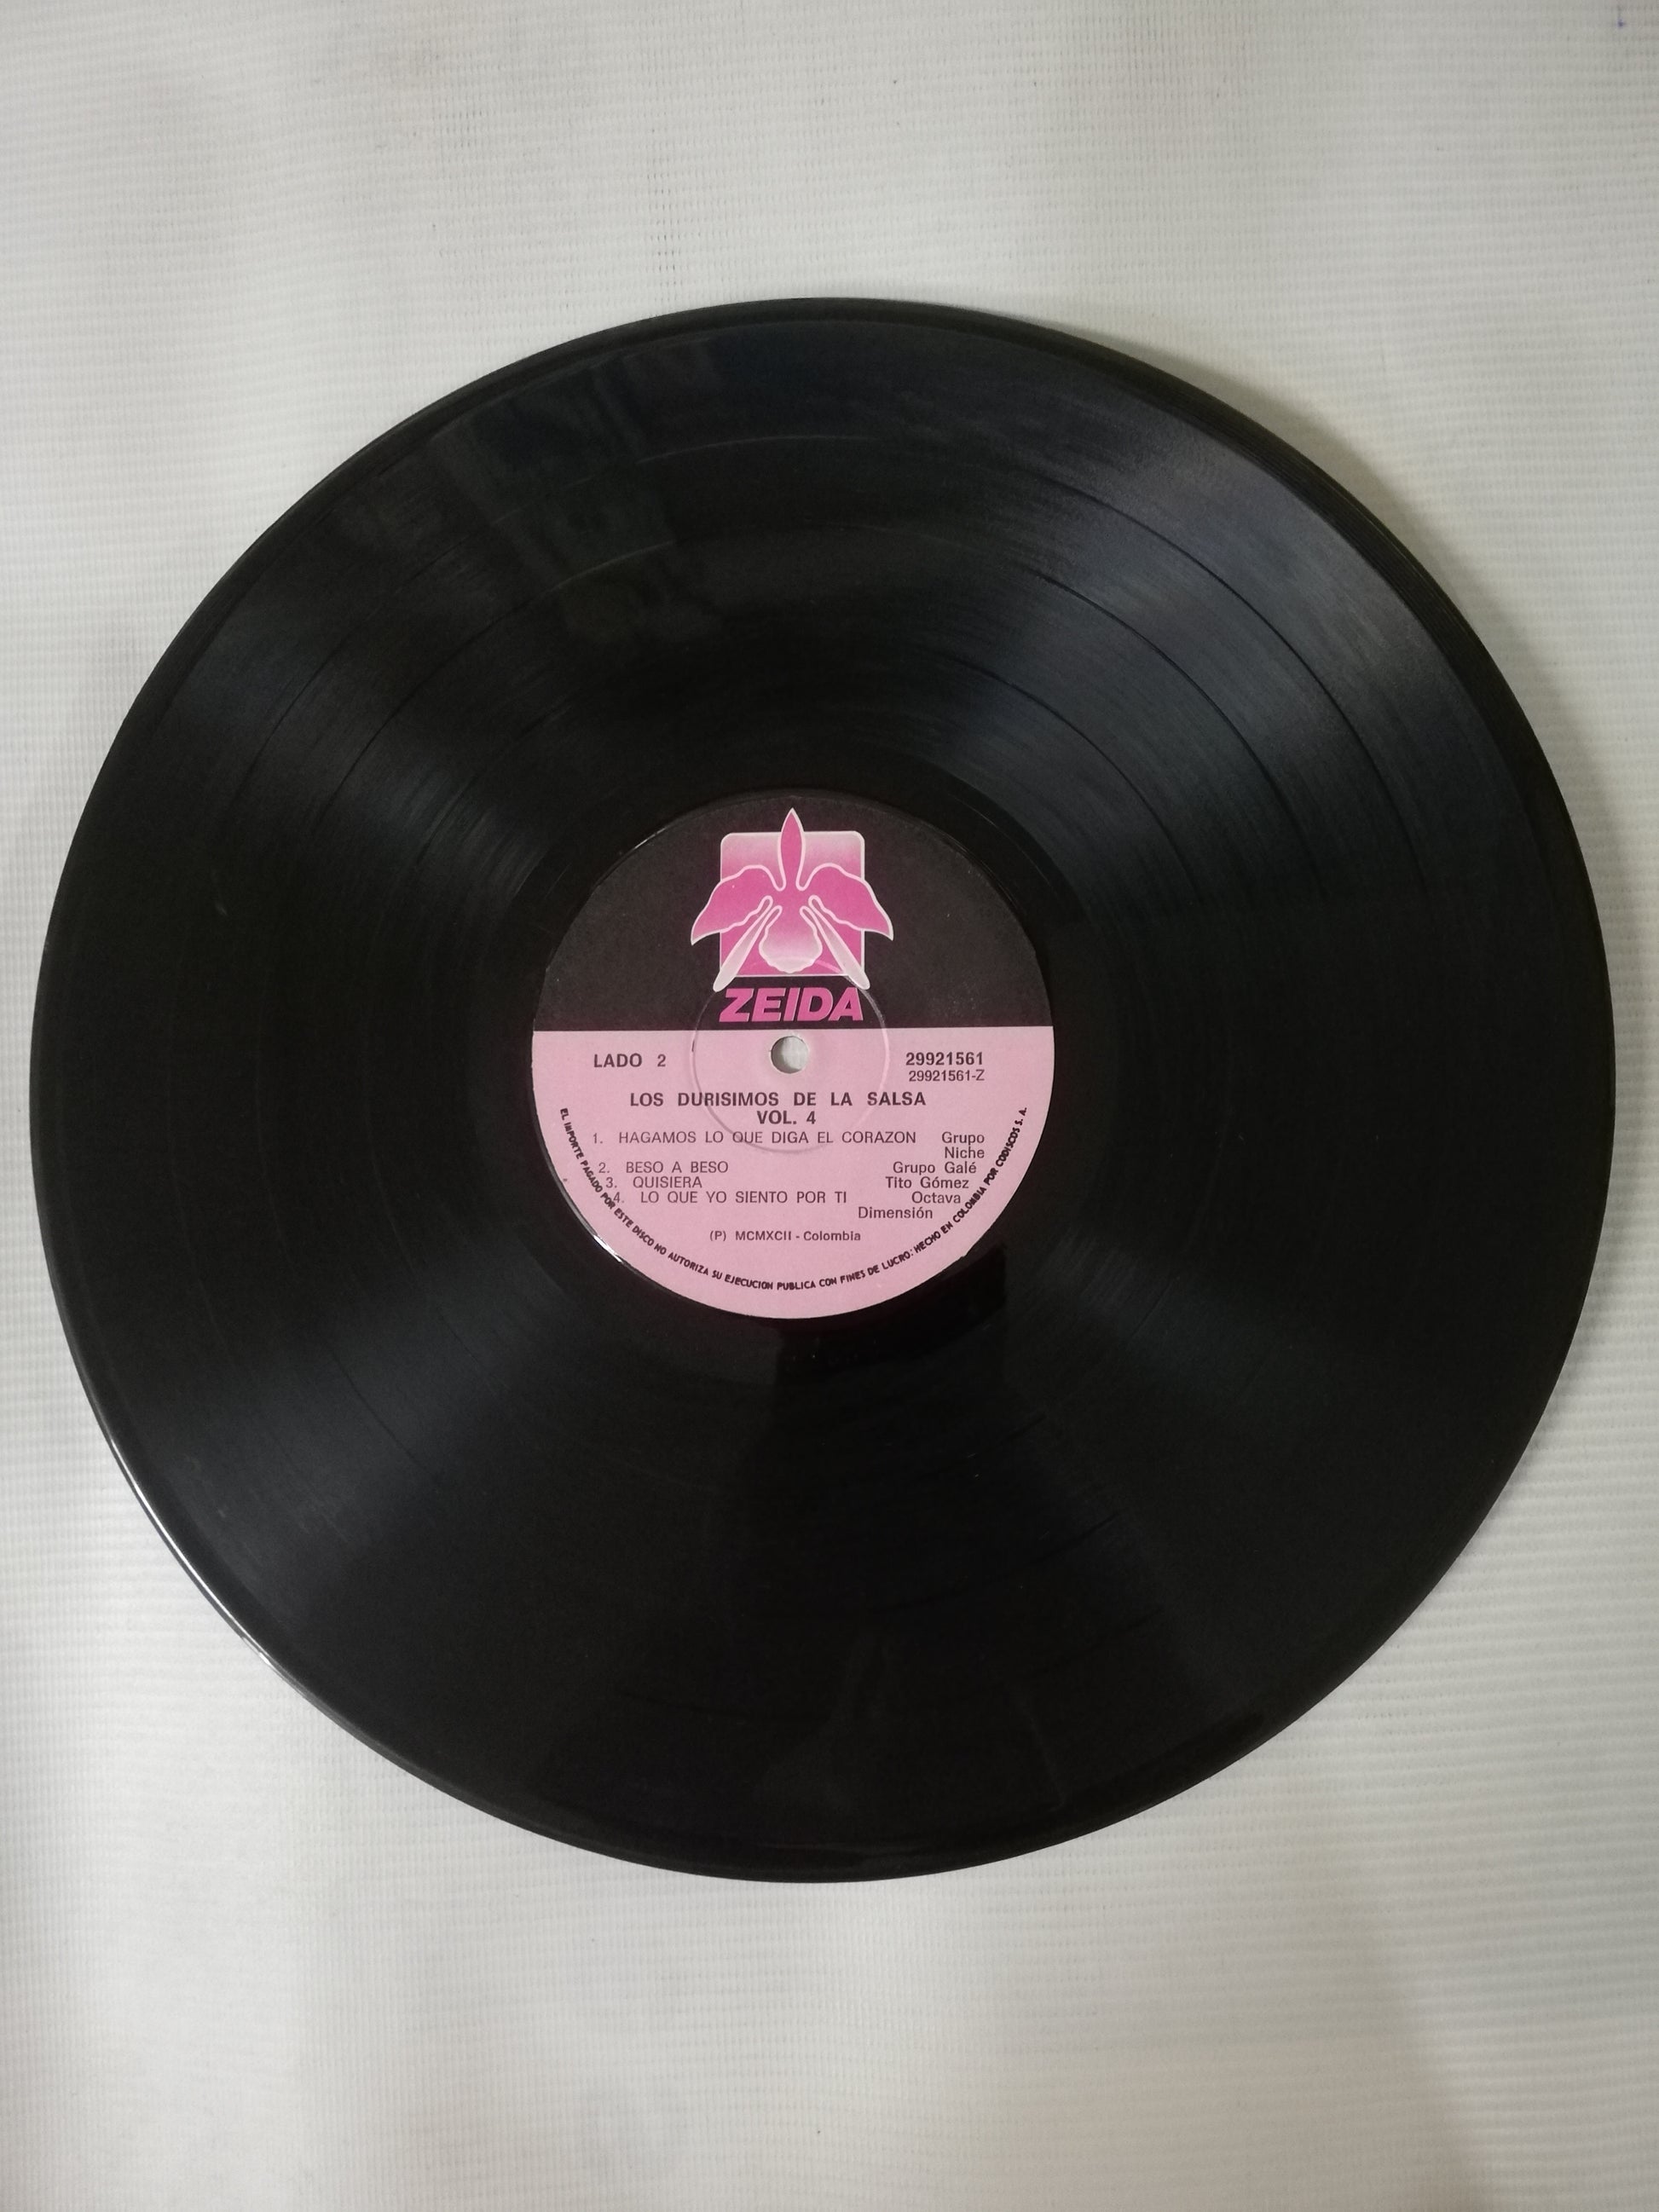 ZEIDA
LADO 2 29921561
29921561-Z
LOS DURISIMOS DE LA SALSA
VOL. 4
1. HAGAMOS LO QUE DIGA EL CORAZON Grupo
Niche
2. BESO A BESO Grupo Galé
3. QUISIERA Tito Gómez
4. LO QUE YO SIENTO POR TI Octava
Dimensión
(P) MCMXCII - Colombia
EL IMPORTE PAGADO POR ESTE DISCO NO AUTORIZA SU EJECUCION PUBLICA CON FINES DE LUCRO: HECHO EN COLOMBIA POR CODISCOS S. A.